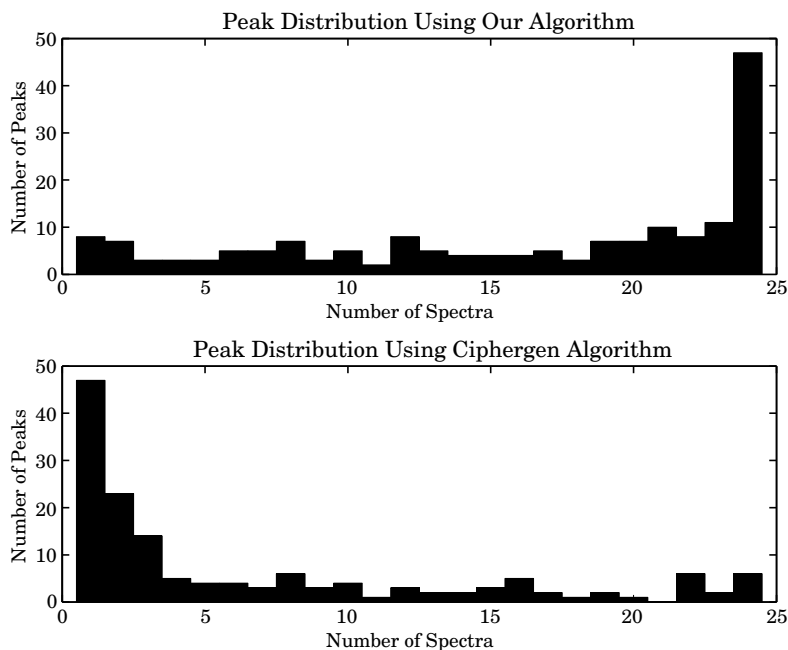 Peak Distribution Using Our Algorithm
50
40
30
20
10
0
Number of Peaks
0 5 10 15 20 25
Number of Spectra
Peak Distribution Using Ciphergen Algorithm
50
40
30
20
10
0
Number of Peaks
0 5 10 15 20 25
Number of Spectra